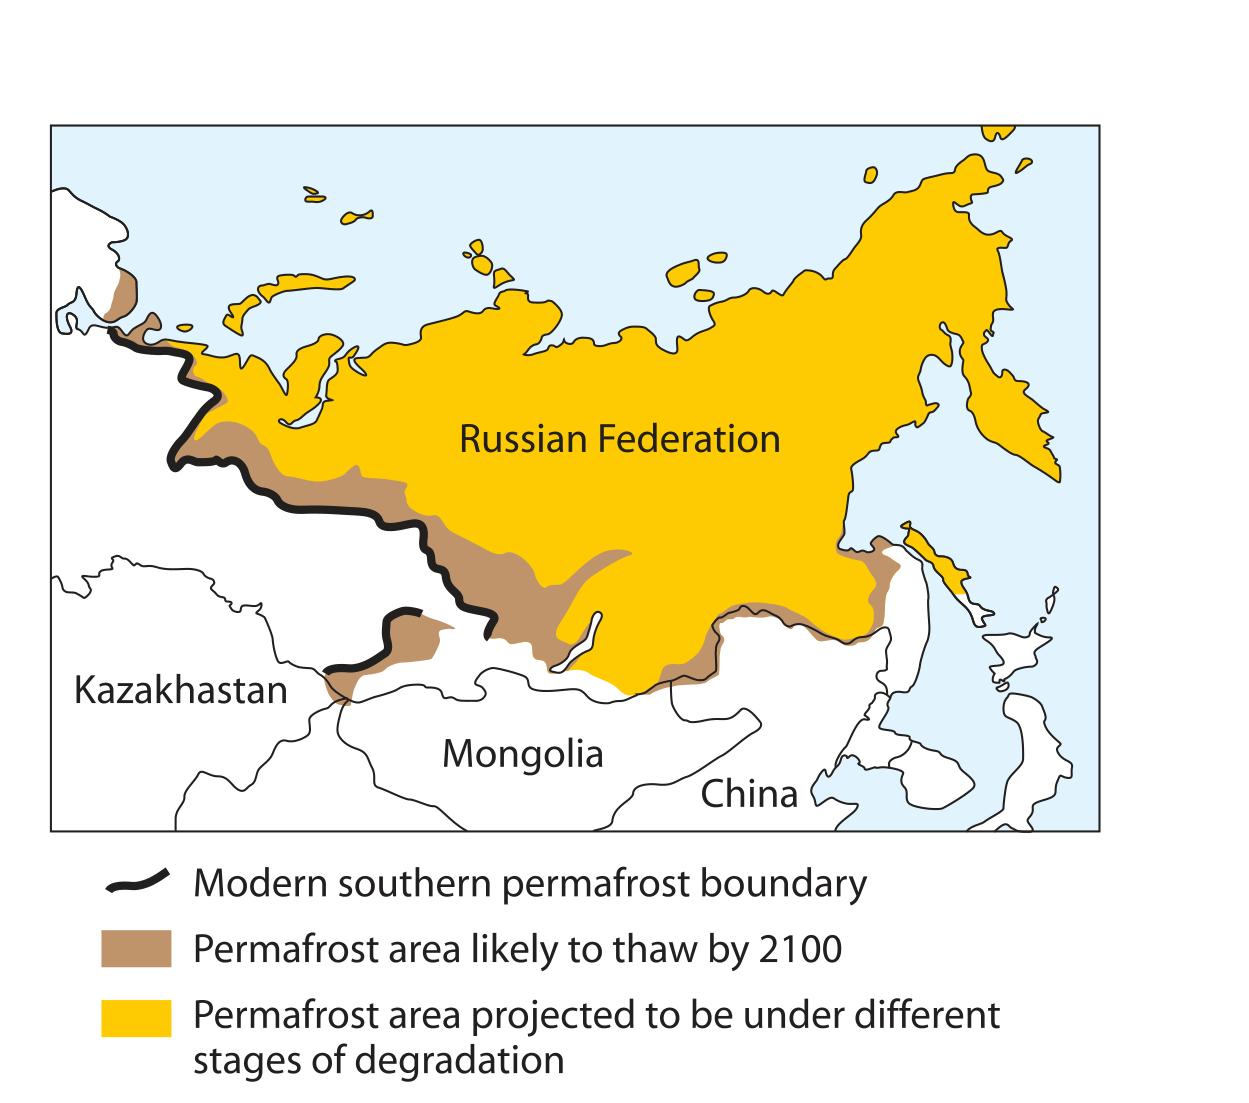 Russian Federation
Kazakhastan
Mongolia
China
Modern southern permafrost boundary
Permafrost area likely to thaw by 2100
Permafrost area projected to be under different
stages of degradation